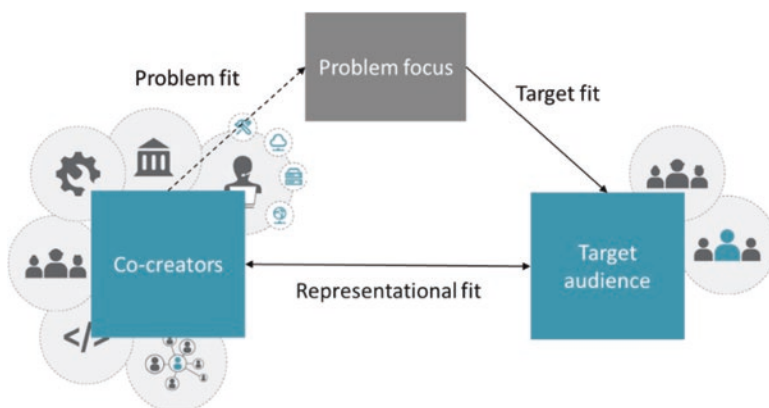 Problem focus
Problem fit
Target fit
Co-creators
Representational fit
Target
audience
</>